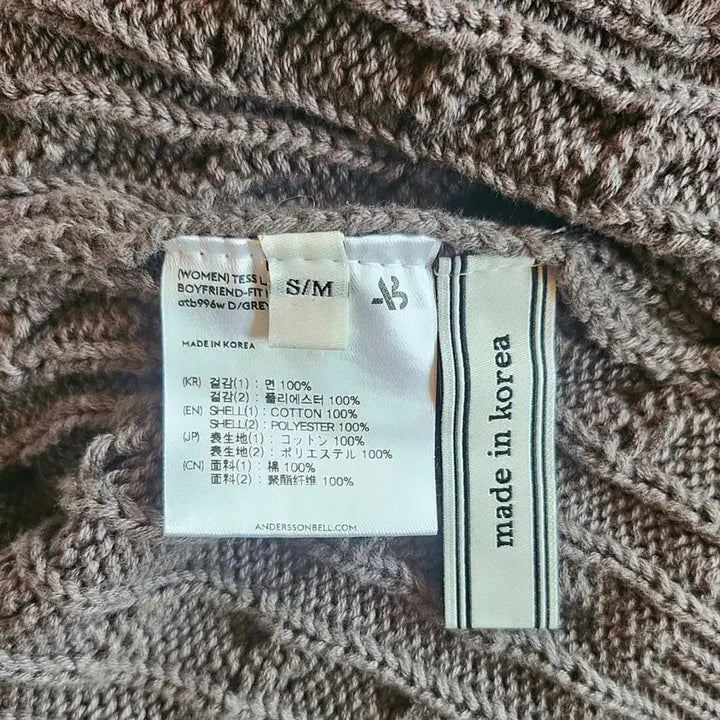 (WOMEN) TESS
BOYFRIEND-FIT
atb996w D/GREY
S/M
MADE IN KOREA
(KR) 겉감(1) : 면 100%
겉감(2) : 폴리에스터 100%
(EN) SHELL(1) : COTTON 100%
SHELL(2) : POLYESTER 100%
(JP) 表生地(1) : コットン 100%
表生地(2) : ポリエステル 100%
(CN) 面料(1) : 棉 100%
面料(2) : 聚酯纤维 100%
ANDERSSONBELL.COM
made in korea